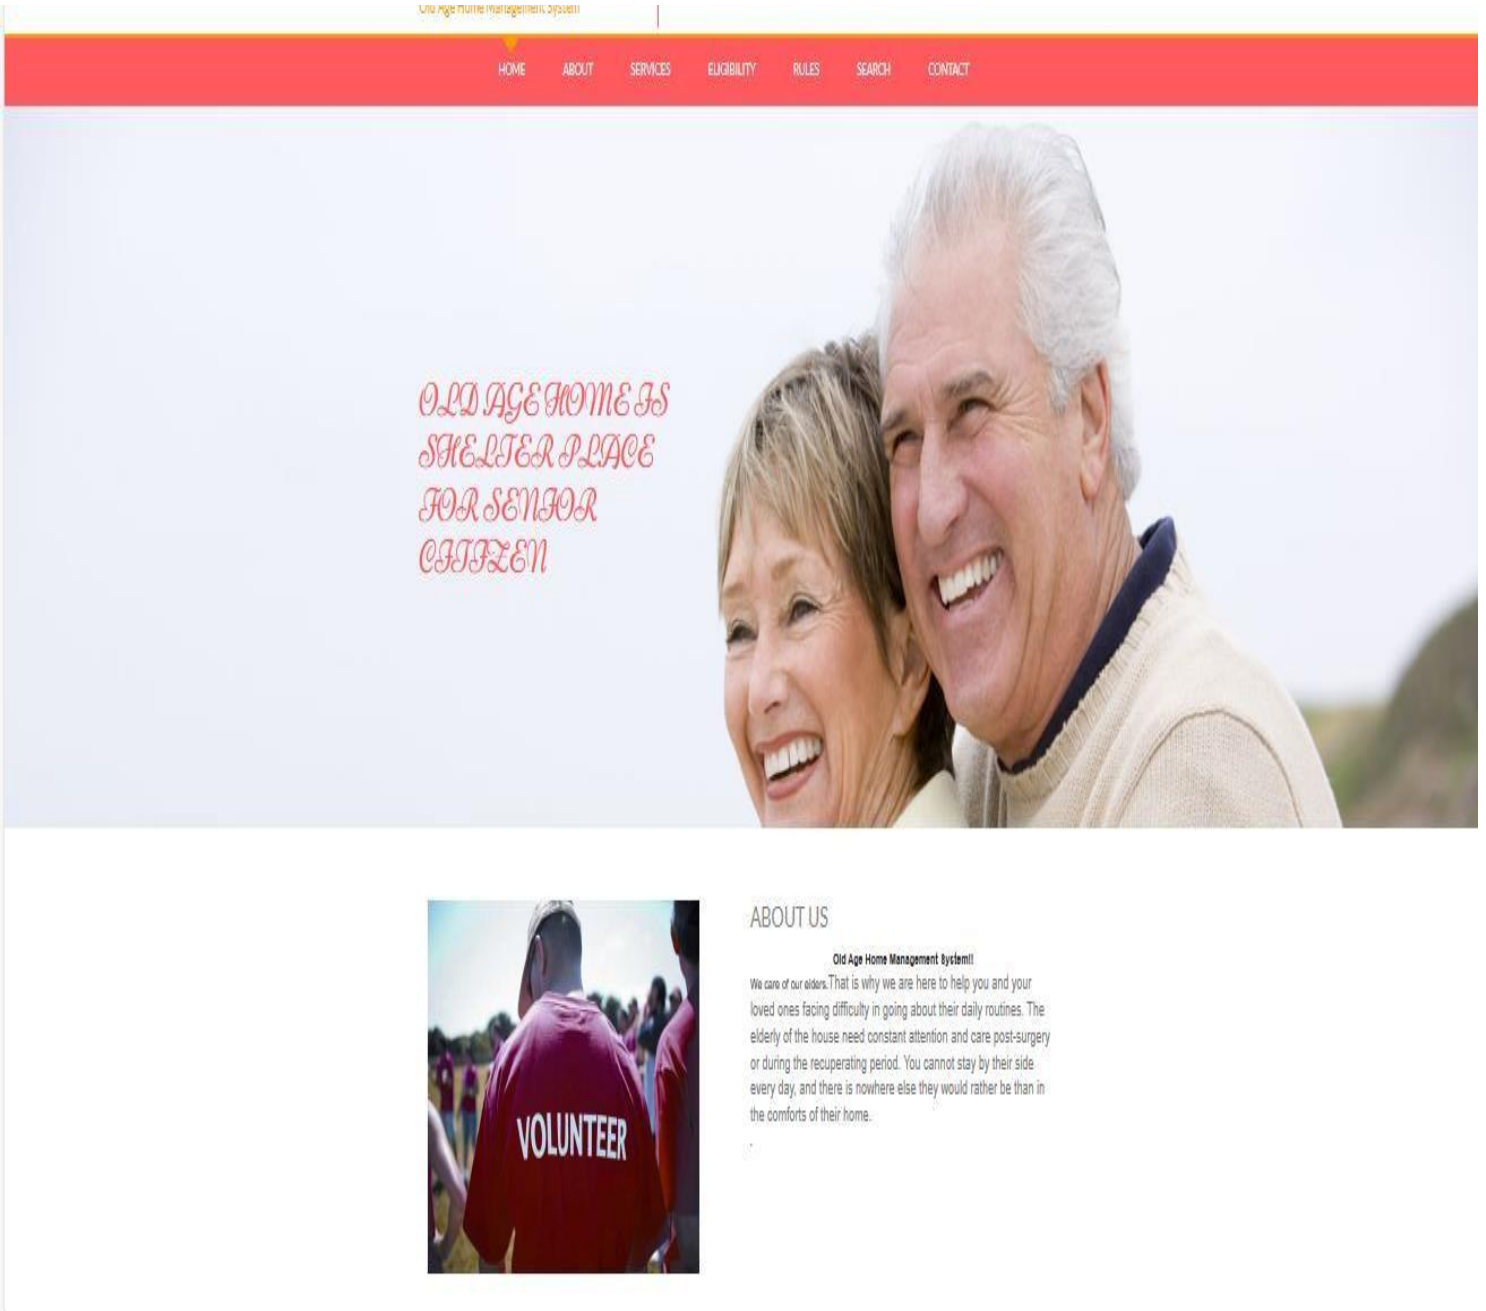 Old Age Home Management System
HOME ABOUT SERVICES ELIGIBILITY RULES SEARCH CONTACT
OLD AGE HOME IS
SHELTER PLACE
FOR SENIOR
CITIZEN
VOLUNTEER
ABOUT US
Old Age Home Management System!!
We care of our elders.That is why we are here to help you and your
loved ones facing difficulty in going about their daily routines. The
elderly of the house need constant attention and care post-surgery
or during the recuperating period. You cannot stay by their side
every day, and there is nowhere else they would rather be than in
the comforts of their home.
.